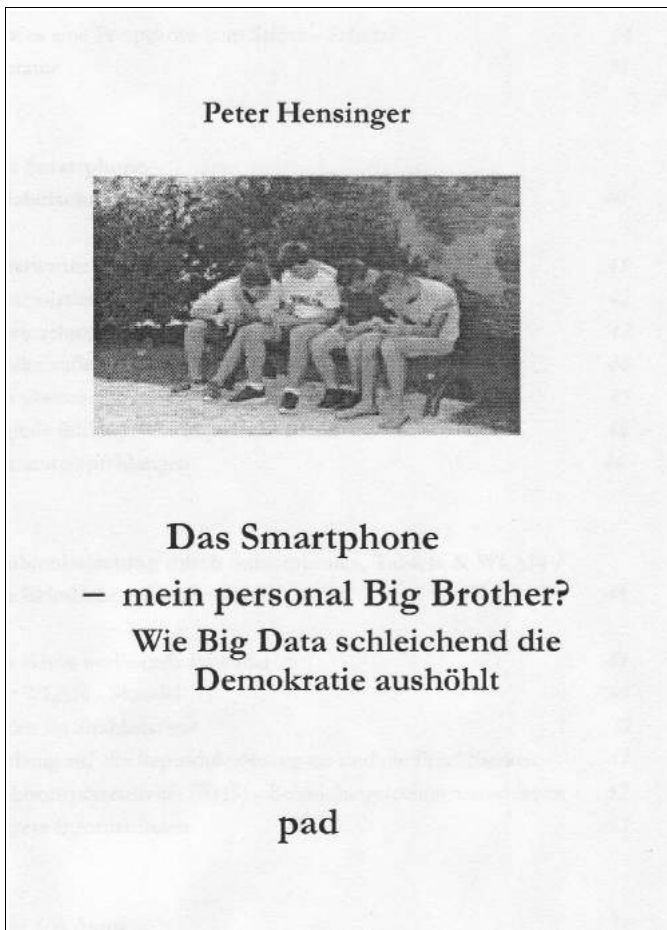 Peter Hensinger
Das Smartphone
– mein personal Big Brother?
Wie Big Data schleichend die
Demokratie aushöhlt
pad